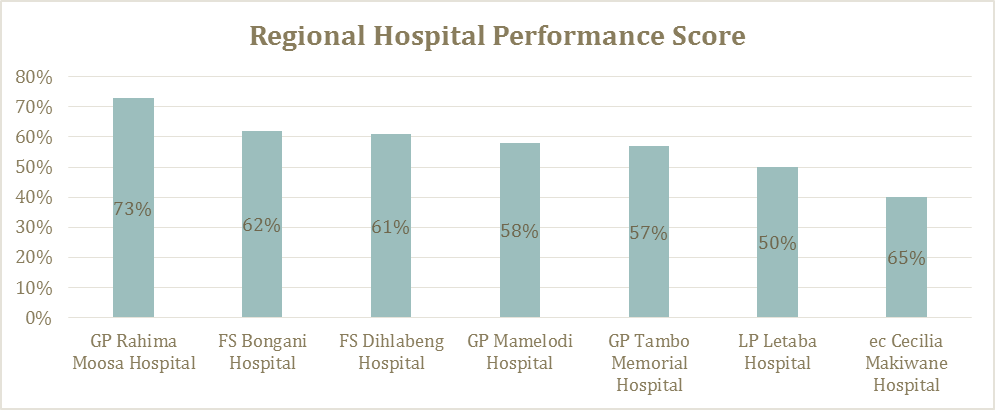 Regional Hospital Performance Score
80%
70%
60%
50%
40%
30%
20%
10%
0%
73%
62%
61%
58%
57%
50%
65%
GP Rahima
Moosa Hospital
FS Bongani
Hospital
FS Dihlabeng
Hospital
GP Mamelodi
Hospital
GP Tambo
Memorial
Hospital
LP Letaba
Hospital
ec Cecilia
Makiwane
Hospital